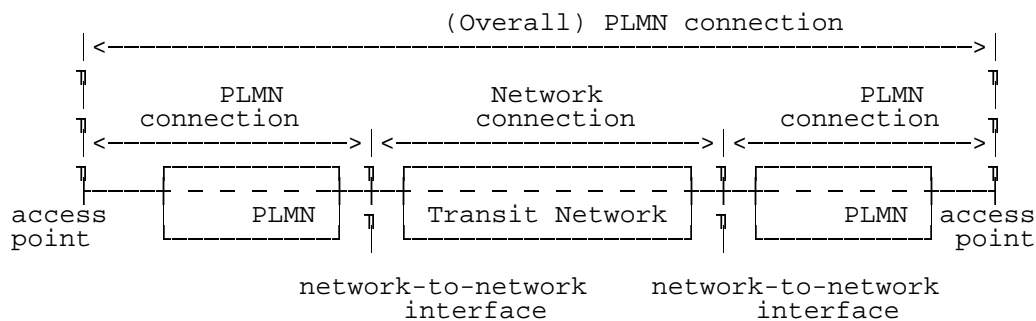 (Overall) PLMN connection
PLMN Network PLMN
connection connection connection
access PLMN Transit Network PLMN access
point point
network-to-network network-to-network
interface interface